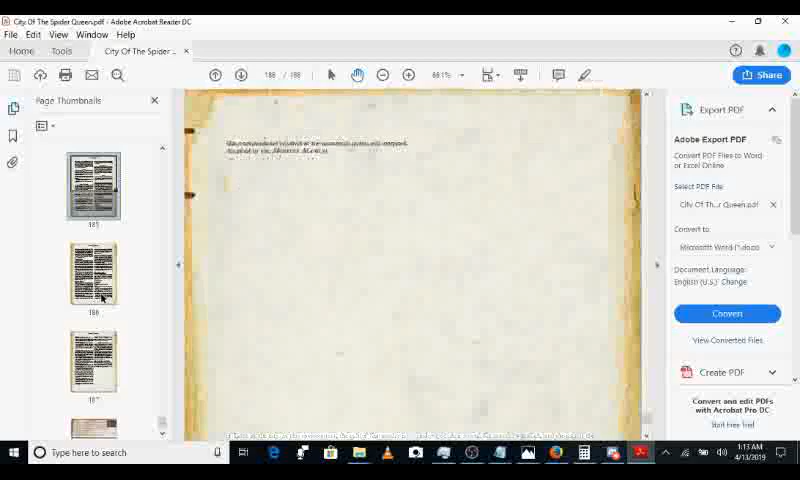 City Of The Spider Queen.pdf - Adobe Acrobat Reader DC
File Edit View Window Help
Home Tools City Of The Spider ... ×
188 / 188 68.1% Share
Page Thumbnails
185
186
187
Export PDF
Adobe Export PDF
Convert PDF Files to Word
or Excel Online
Select PDF File
City Of Th...r Queen.pdf
Convert to
Microsoft Word (*.docx)
Document Language:
English (U.S.) Change
Convert
View Converted Files
Create PDF
Convert and edit PDFs
with Acrobat Pro DC
Start Free Trial
Type here to search
1:13 AM
4/13/2019